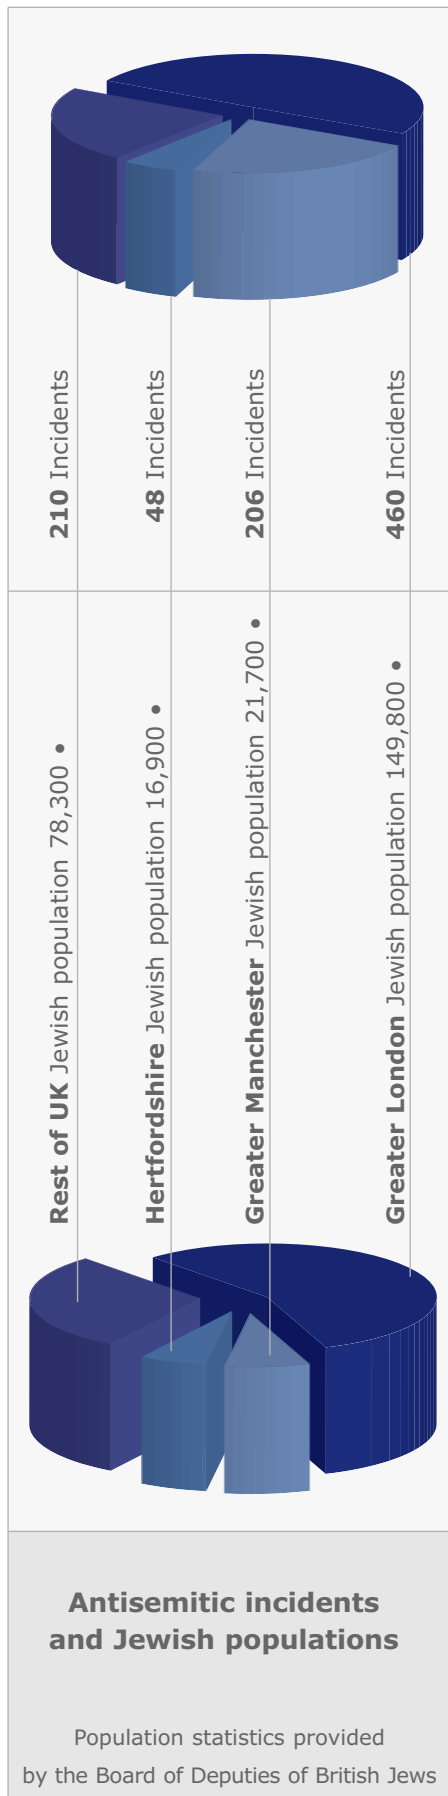 210 Incidents
48 Incidents
206 Incidents
460 Incidents
Rest of UK Jewish population 78,300 •
Hertfordshire Jewish population 16,900 •
Greater Manchester Jewish population 21,700 •
Greater London Jewish population 149,800 •
Antisemitic incidents
and Jewish populations
Population statistics provided
by the Board of Deputies of British Jews